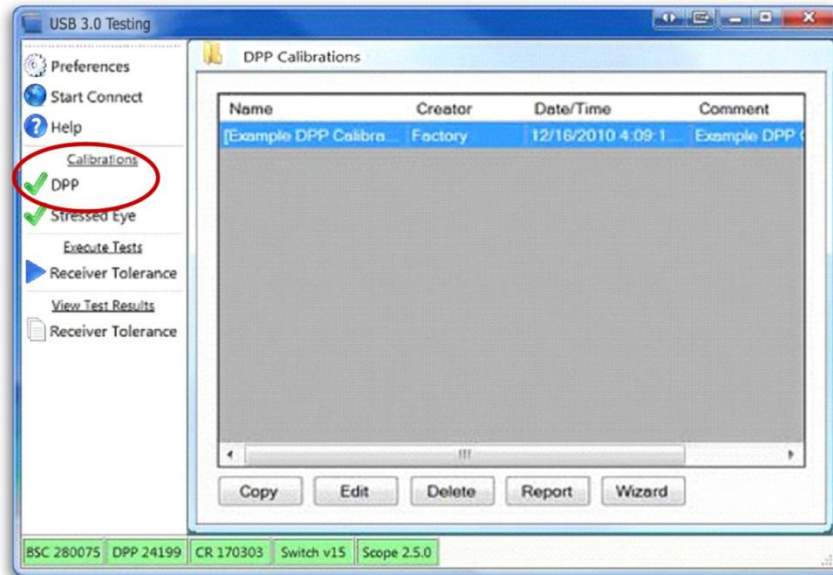 USB 3.0 Testing
Preferences
Start Connect
Help
Calibrations
DPP
Stressed Eye
Execute Tests
Receiver Tolerance
View Test Results
Receiver Tolerance
DPP Calibrations
Name Creator Date/Time Comment
[Example DPP Calibra... Factory 12/16/2010 4:09:1... Example DPP (
Copy Edit Delete Report Wizard
BSC 280075 DPP 24199 CR 170303 Switch v15 Scope 2.5.0